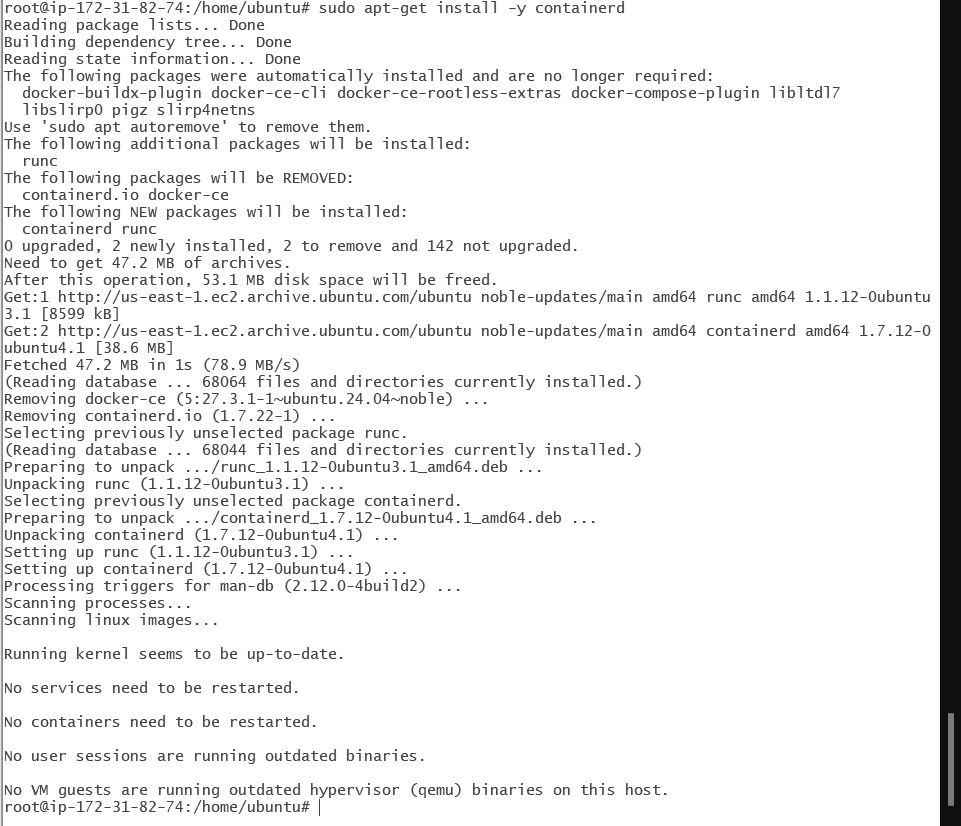 root@ip-172-31-82-74:/home/ubuntu# sudo apt-get install -y containerd
Reading package lists... Done
Building dependency tree... Done
Reading state information... Done
The following packages were automatically installed and are no longer required:
  docker-buildx-plugin docker-ce-cli docker-ce-rootless-extras docker-compose-plugin libltdl7
  libslirp0 pigz slirp4netns
Use 'sudo apt autoremove' to remove them.
The following additional packages will be installed:
  runc
The following packages will be REMOVED:
  containerd.io docker-ce
The following NEW packages will be installed:
  containerd runc
0 upgraded, 2 newly installed, 2 to remove and 142 not upgraded.
Need to get 47.2 MB of archives.
After this operation, 53.1 MB disk space will be freed.
Get:1 http://us-east-1.ec2.archive.ubuntu.com/ubuntu noble-updates/main amd64 runc amd64 1.1.12-0ubuntu
3.1 [8599 kB]
Get:2 http://us-east-1.ec2.archive.ubuntu.com/ubuntu noble-updates/main amd64 containerd amd64 1.7.12-0
ubuntu4.1 [38.6 MB]
Fetched 47.2 MB in 1s (78.9 MB/s)
(Reading database ... 68064 files and directories currently installed.)
Removing docker-ce (5:27.3.1-1~ubuntu.24.04~noble) ...
Removing containerd.io (1.7.22-1) ...
Selecting previously unselected package runc.
(Reading database ... 68044 files and directories currently installed.)
Preparing to unpack .../runc_1.1.12-0ubuntu3.1_amd64.deb ...
Unpacking runc (1.1.12-0ubuntu3.1) ...
Selecting previously unselected package containerd.
Preparing to unpack .../containerd_1.7.12-0ubuntu4.1_amd64.deb ...
Unpacking containerd (1.7.12-0ubuntu4.1) ...
Setting up runc (1.1.12-0ubuntu3.1) ...
Setting up containerd (1.7.12-0ubuntu4.1) ...
Processing triggers for man-db (2.12.0-4build2) ...
Scanning processes...
Scanning linux images...

Running kernel seems to be up-to-date.

No services need to be restarted.

No containers need to be restarted.

No user sessions are running outdated binaries.

No VM guests are running outdated hypervisor (qemu) binaries on this host.
root@ip-172-31-82-74:/home/ubuntu#